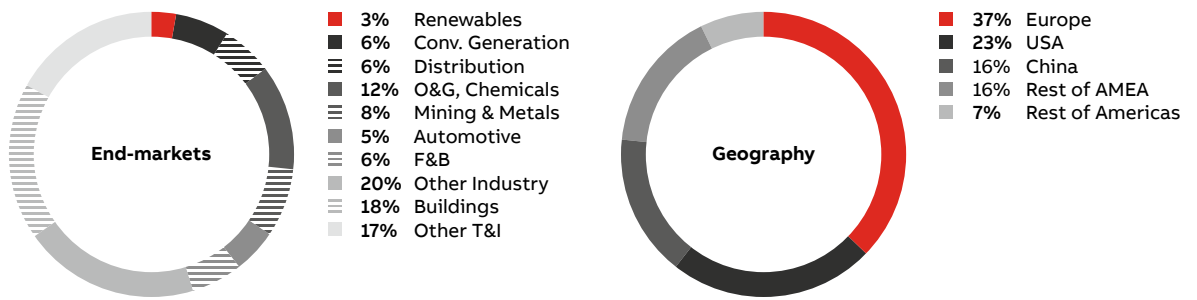 End-markets
3% Renewables
6% Conv. Generation
6% Distribution
12% O&G, Chemicals
8% Mining & Metals
5% Automotive
6% F&B
20% Other Industry
18% Buildings
17% Other T&I
Geography
37% Europe
23% USA
16% China
16% Rest of AMEA
7% Rest of Americas